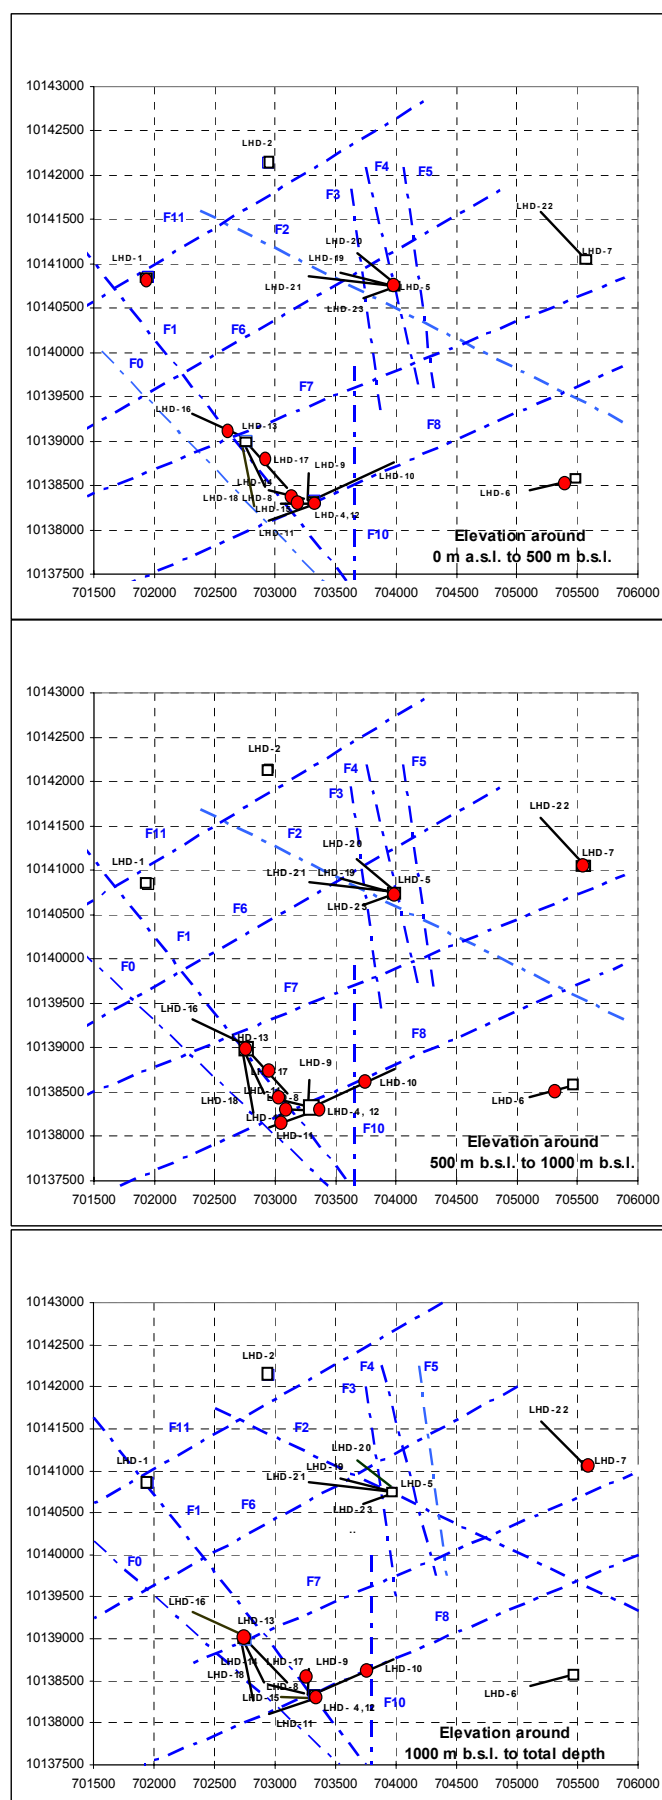 10143000
10142500
10142000
10141500
10141000
10140500
10140000
10139500
10139000
10138500
10138000
10137500
LHD-2
F4
F5
F3
F11
F2
LHD-22
LHD-20
LHD-1
LHD-19
LHD-7
LHD-21
LHD-5
LHD-23
F1
F6
F0
F7
LHD-16
LHD-13
F8
LHD-17
LHD-9
LHD-14
LHD-10
LHD-18
LHD-8
LHD-6
LHD-15
LHD-4,12
LHD-11
F10
Elevation around
0 m a.s.l. to 500 m b.s.l.
701500 702000 702500 703000 703500 704000 704500 705000 705500 706000
10143000
10142500
10142000
10141500
10141000
10140500
10140000
10139500
10139000
10138500
10138000
10137500
LHD-2
F4
F5
F3
F11
F2
LHD-22
LHD-20
LHD-1
LHD-7
LHD-21
LHD-19
LHD-5
LHD-23
F6
F1
F0
F7
LHD-16
LHD-13
F8
LHD-9
LHD-10
LHD-6
LHD-18
LHD-4, 12
LHD-11
F10
Elevation around
500 m b.s.l. to 1000 m b.s.l.
701500 702000 702500 703000 703500 704000 704500 705000 705500 706000
10143000
10142500
10142000
10141500
10141000
10140500
10140000
10139500
10139000
10138500
10138000
10137500
LHD-2
F4
F5
F3
F11
F2
LHD-22
LHD-20
LHD-1
LHD-19
LHD-7
LHD-21
LHD-5
LHD-23
F1
F6
F0
F7
LHD-16
LHD-13
F8
LHD-14
LHD-17
LHD-9
LHD-10
LHD-18
LHD-8
LHD-6
LHD-15
LHD-4,12
LHD-11
F10
Elevation around
1000 m b.s.l. to total depth
701500 702000 702500 703000 703500 704000 704500 705000 705500 706000